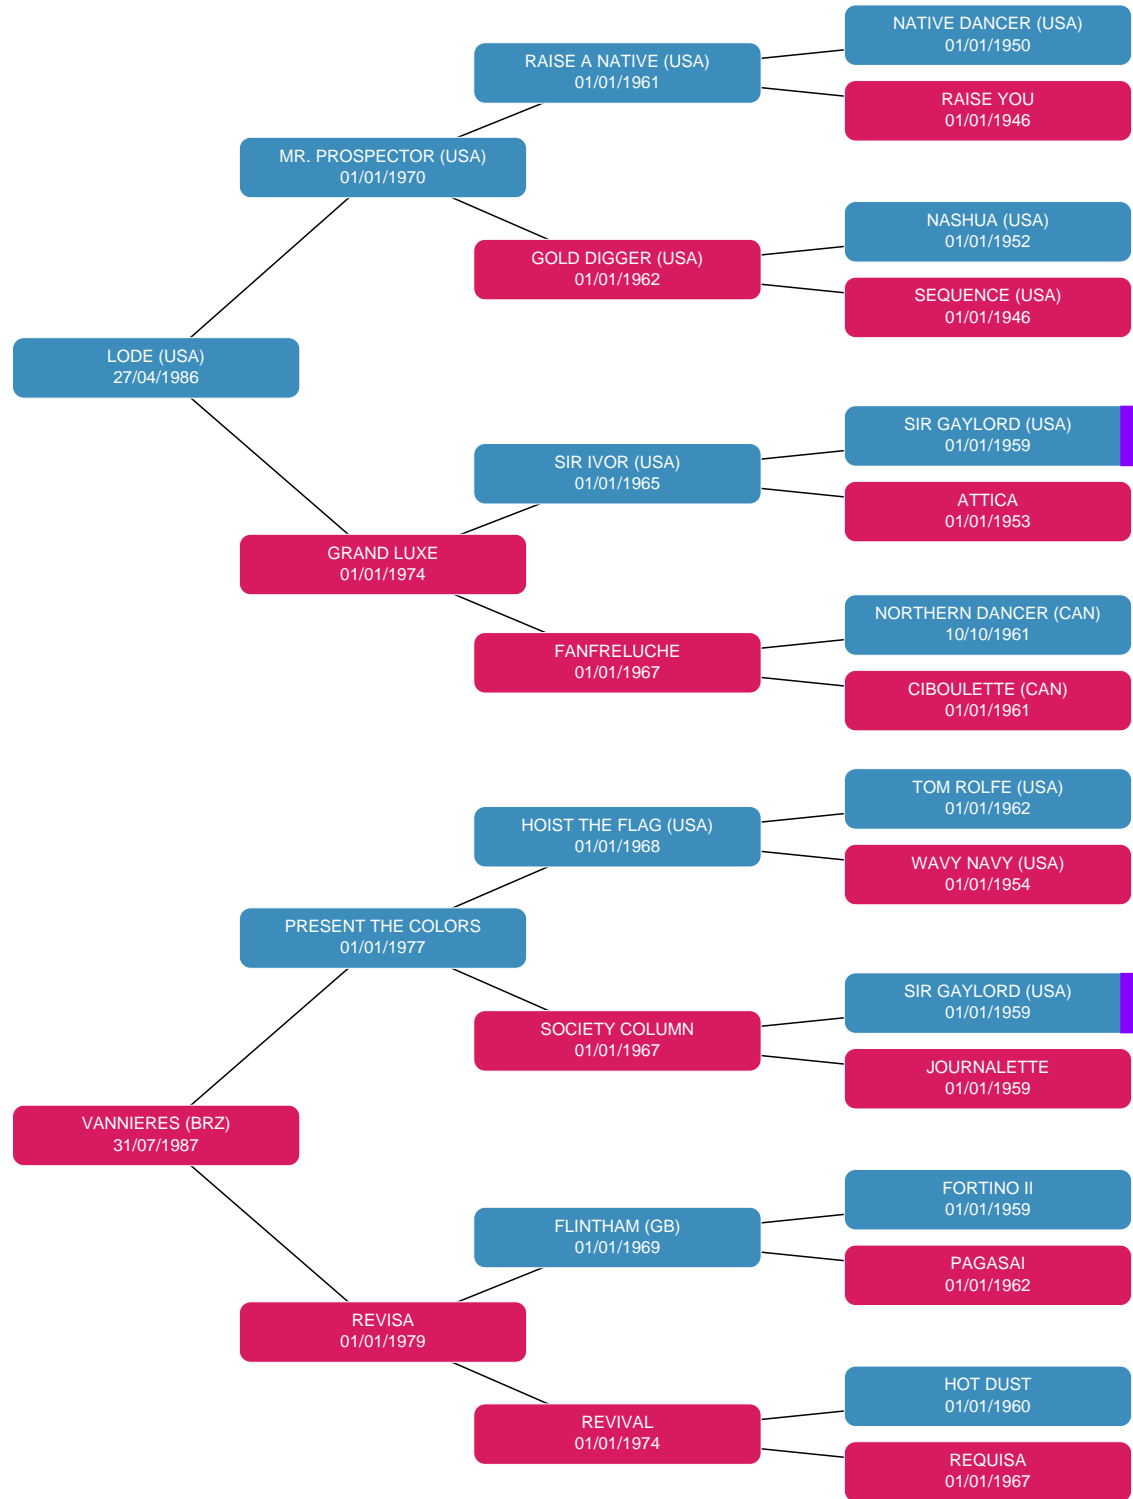 NATIVE DANCER (USA)
01/01/1950
RAISE A NATIVE (USA)
01/01/1961
RAISE YOU
01/01/1946
MR. PROSPECTOR (USA)
01/01/1970
NASHUA (USA)
01/01/1952
GOLD DIGGER (USA)
01/01/1962
SEQUENCE (USA)
01/01/1946
LODE (USA)
27/04/1986
SIR GAYLORD (USA)
01/01/1959
SIR IVOR (USA)
01/01/1965
ATTICA
01/01/1953
GRAND LUXE
01/01/1974
NORTHERN DANCER (CAN)
10/10/1961
FANFRELUCHE
01/01/1967
CIBOULETTE (CAN)
01/01/1961
TOM ROLFE (USA)
01/01/1962
HOIST THE FLAG (USA)
01/01/1968
WAVY NAVY (USA)
01/01/1954
PRESENT THE COLORS
01/01/1977
SIR GAYLORD (USA)
01/01/1959
SOCIETY COLUMN
01/01/1967
JOURNALETTE
01/01/1959
VANNIERES (BRZ)
31/07/1987
FORTINO II
01/01/1959
FLINTHAM (GB)
01/01/1969
PAGASAI
01/01/1962
REVISA
01/01/1979
HOT DUST
01/01/1960
REVIVAL
01/01/1974
REQUISA
01/01/1967